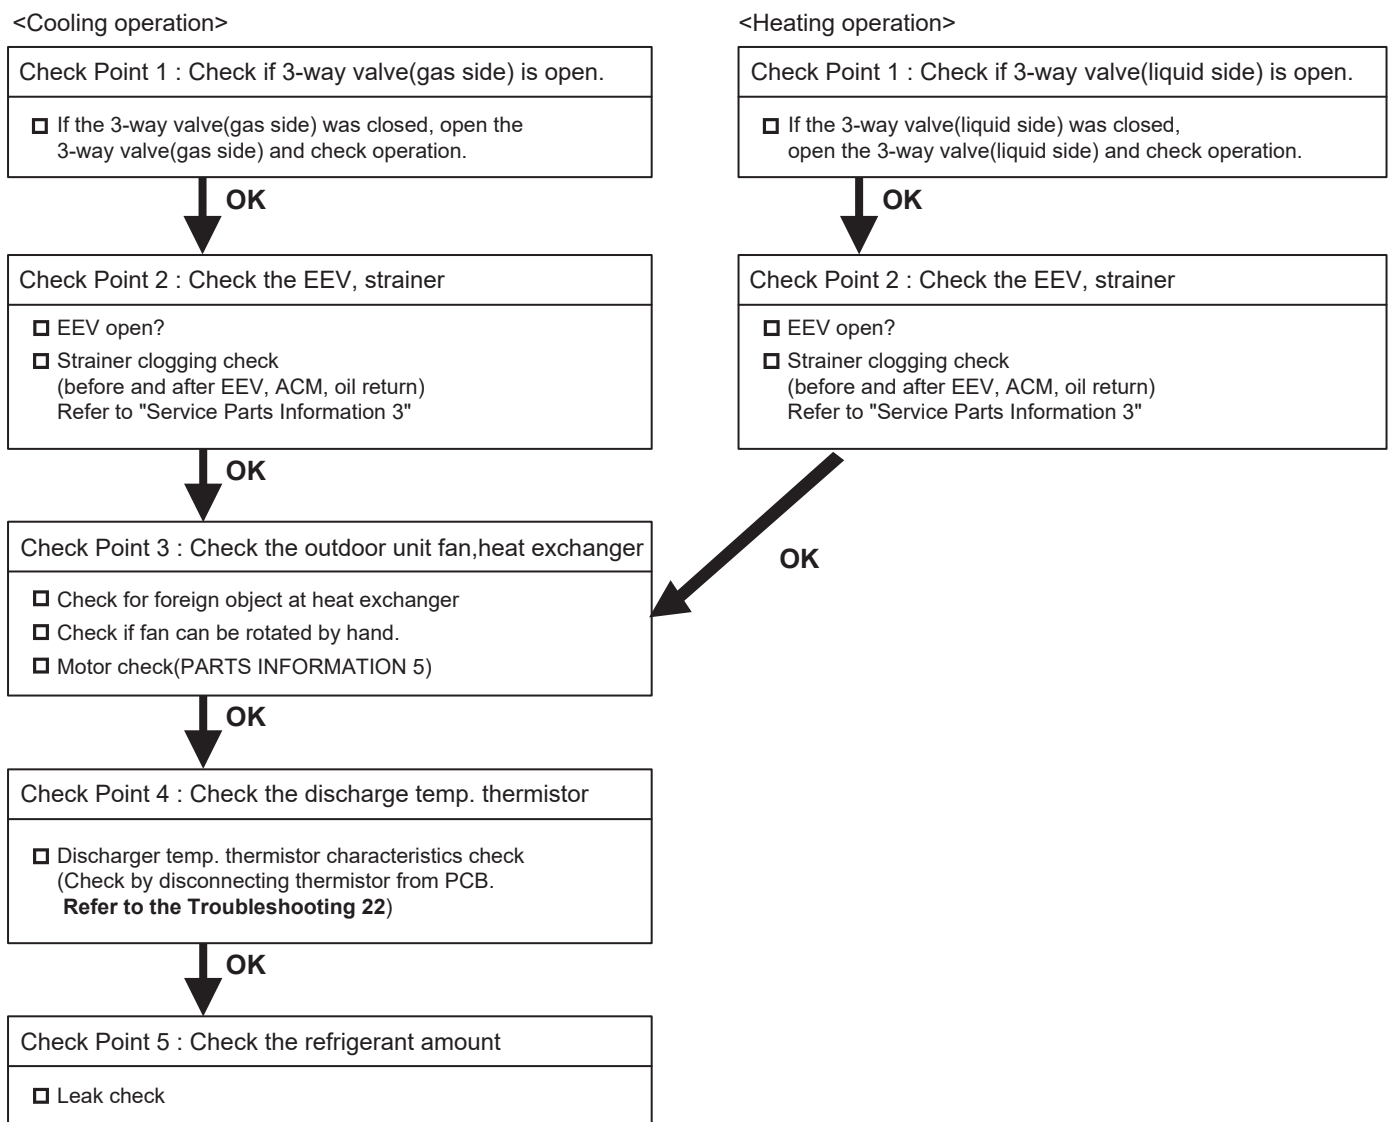 <Cooling operation>
Check Point 1 : Check if 3-way valve(gas side) is open.
If the 3-way valve(gas side) was closed, open the
3-way valve(gas side) and check operation.
OK
Check Point 2 : Check the EEV, strainer
EEV open?
Strainer clogging check
(before and after EEV, ACM, oil return)
Refer to "Service Parts Information 3"
OK
<Heating operation>
Check Point 1 : Check if 3-way valve(liquid side) is open.
If the 3-way valve(liquid side) was closed,
open the 3-way valve(liquid side) and check operation.
OK
Check Point 2 : Check the EEV, strainer
EEV open?
Strainer clogging check
(before and after EEV, ACM, oil return)
Refer to "Service Parts Information 3"
OK
Check Point 3 : Check the outdoor unit fan,heat exchanger
Check for foreign object at heat exchanger
Check if fan can be rotated by hand.
Motor check(PARTS INFORMATION 5)
OK
Check Point 4 : Check the discharge temp. thermistor
Discharger temp. thermistor characteristics check
(Check by disconnecting thermistor from PCB.
Refer to the Troubleshooting 22)
OK
Check Point 5 : Check the refrigerant amount
Leak check